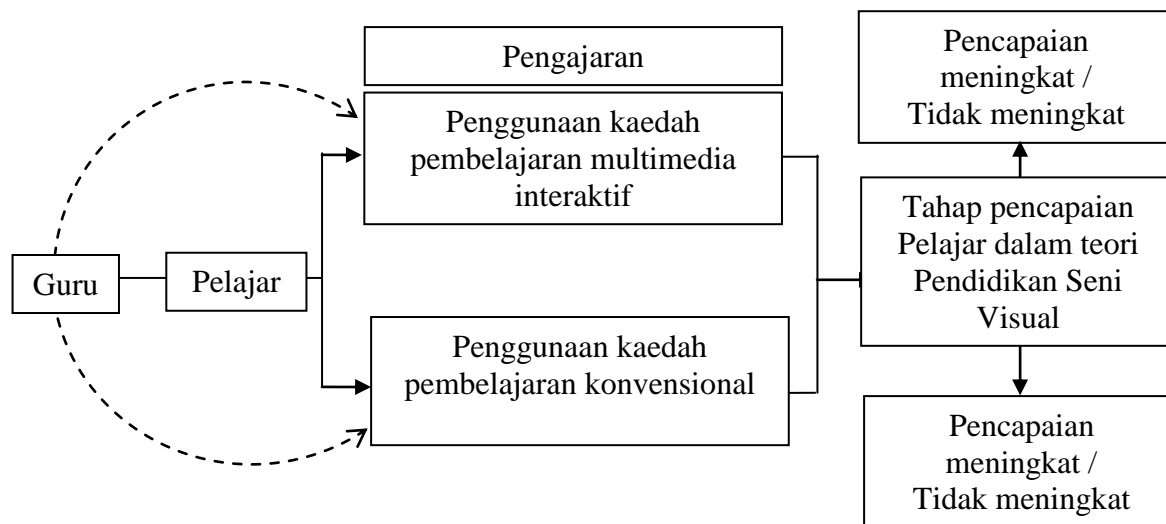 Guru
Pelajar
Pengajaran
Penggunaan kaedah
pembelajaran multimedia
interaktif
Penggunaan kaedah
pembelajaran konvensional
Pencapaian
meningkat /
Tidak meningkat
Tahap pencapaian
Pelajar dalam teori
Pendidikan Seni
Visual
Pencapaian
meningkat /
Tidak meningkat